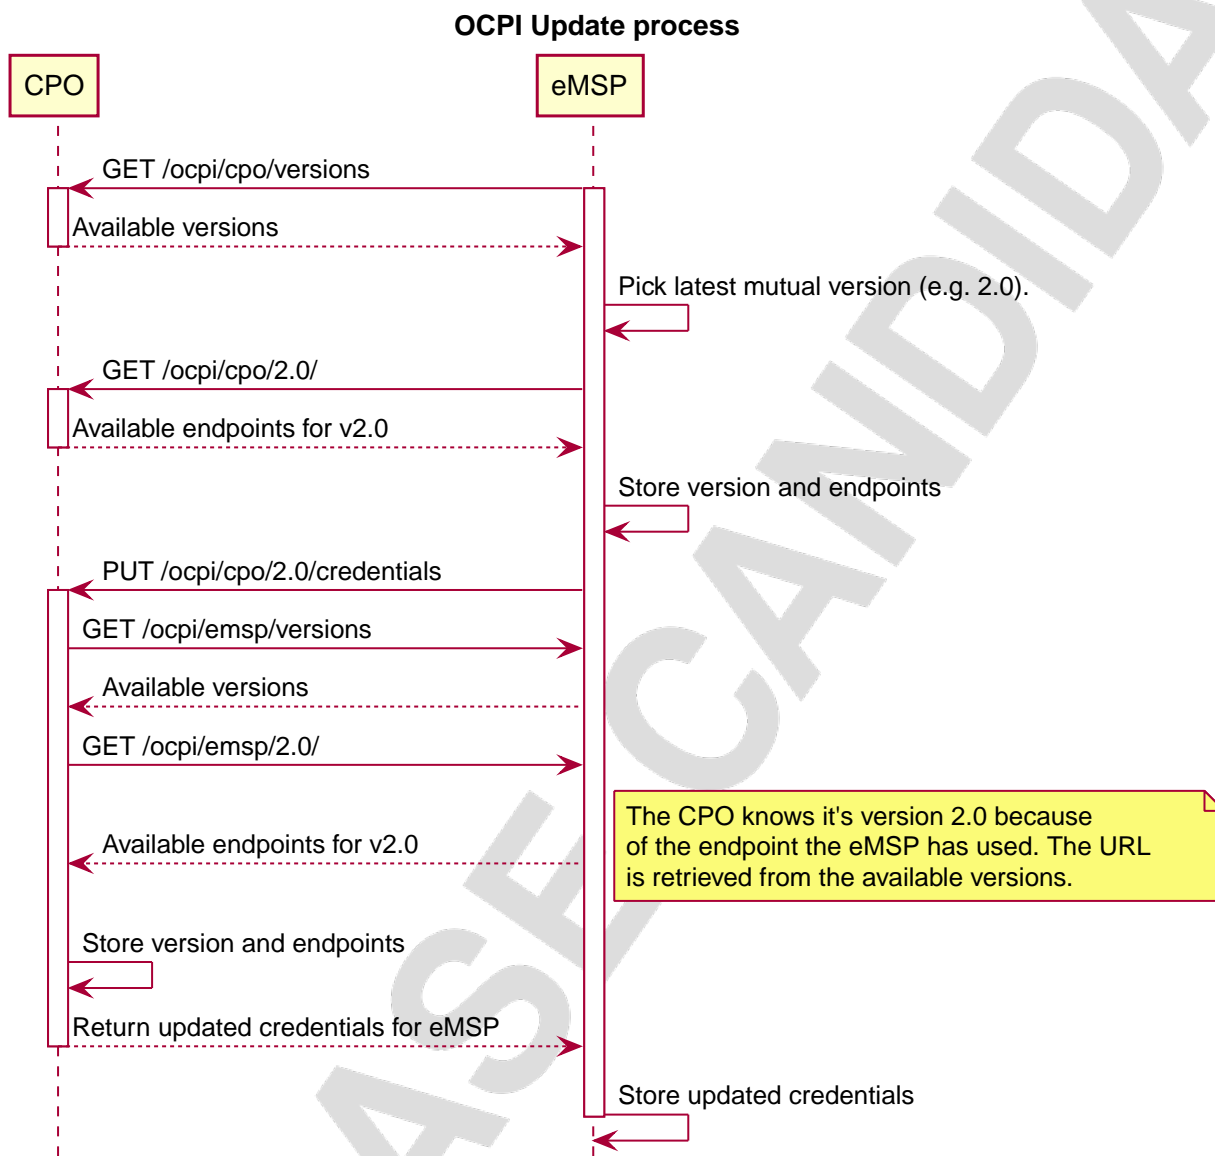 OCPI Update process
CPO
eMSP
GET /ocpi/cpo/versions
Available versions
Pick latest mutual version (e.g. 2.0).
GET /ocpi/cpo/2.0/
Available endpoints for v2.0
Store version and endpoints
PUT /ocpi/cpo/2.0/credentials
GET /ocpi/emsp/versions
Available versions
GET /ocpi/emsp/2.0/
The CPO knows it's version 2.0 because
of the endpoint the eMSP has used. The URL
is retrieved from the available versions.
Available endpoints for v2.0
Store version and endpoints
Return updated credentials for eMSP
Store updated credentials
ASE CANDIDA